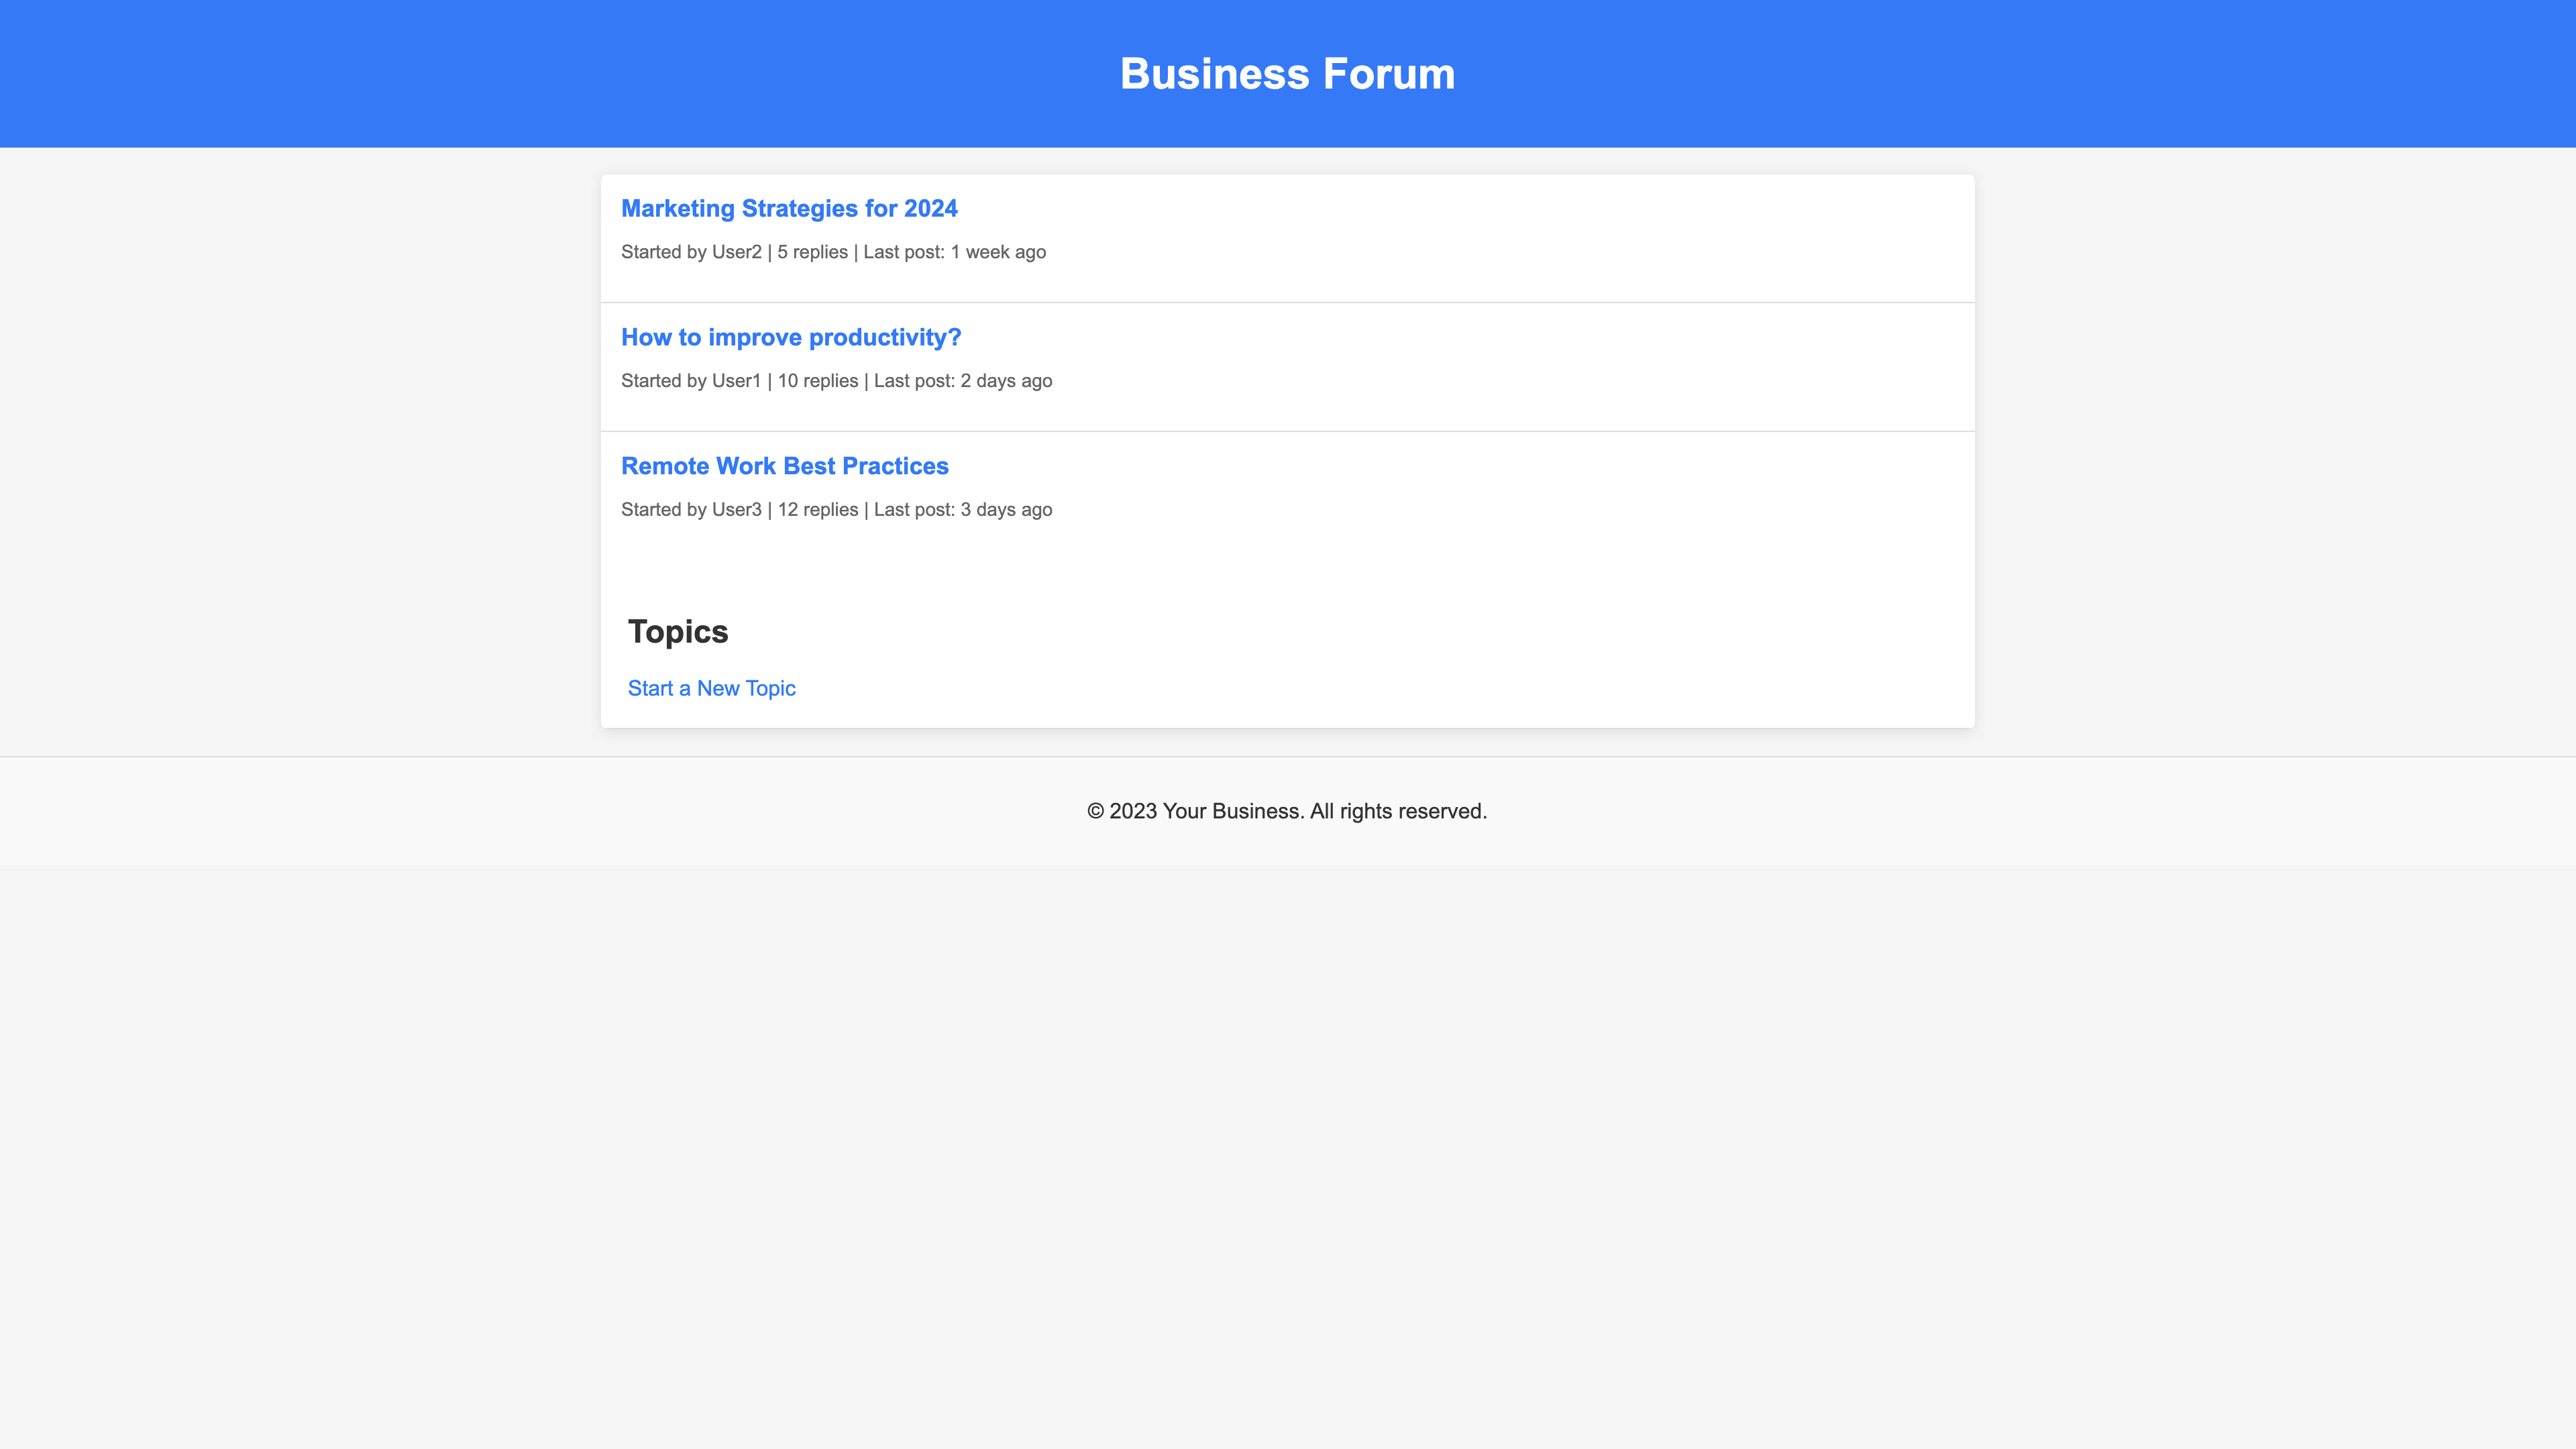 Business Forum
Marketing Strategies for 2024
Started by User2 | 5 replies | Last post: 1 week ago
How to improve productivity?
Started by User1 | 10 replies | Last post: 2 days ago
Remote Work Best Practices
Started by User3 | 12 replies | Last post: 3 days ago
Topics
Start a New Topic
© 2023 Your Business. All rights reserved.